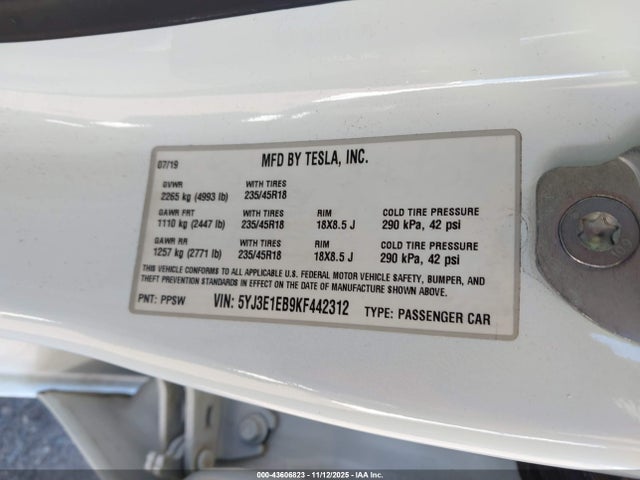 07/19 MFD BY TESLA, INC.
GVWR WITH TIRES
2265 kg (4993 lb) 235/45R18
GAWR FRT WITH TIRES RIM COLD TIRE PRESSURE
1110 kg (2447 lb) 235/45R18 18X8.5 J 290 kPa, 42 psi
GAWR RR WITH TIRES RIM COLD TIRE PRESSURE
1257 kg (2771 lb) 235/45R18 18X8.5 J 290 kPa, 42 psi
THIS VEHICLE CONFORMS TO ALL APPLICABLE U.S. FEDERAL MOTOR VEHICLE SAFETY, BUMPER, AND
THEFT PREVENTION STANDARDS IN EFFECT ON THE DATE OF MANUFACTURE SHOWN ABOVE.
PNT: PPSW VIN: 5YJ3E1EB9KF442312 TYPE: PASSENGER CAR
000-43606823 - 11/12/2025 - IAA Inc.